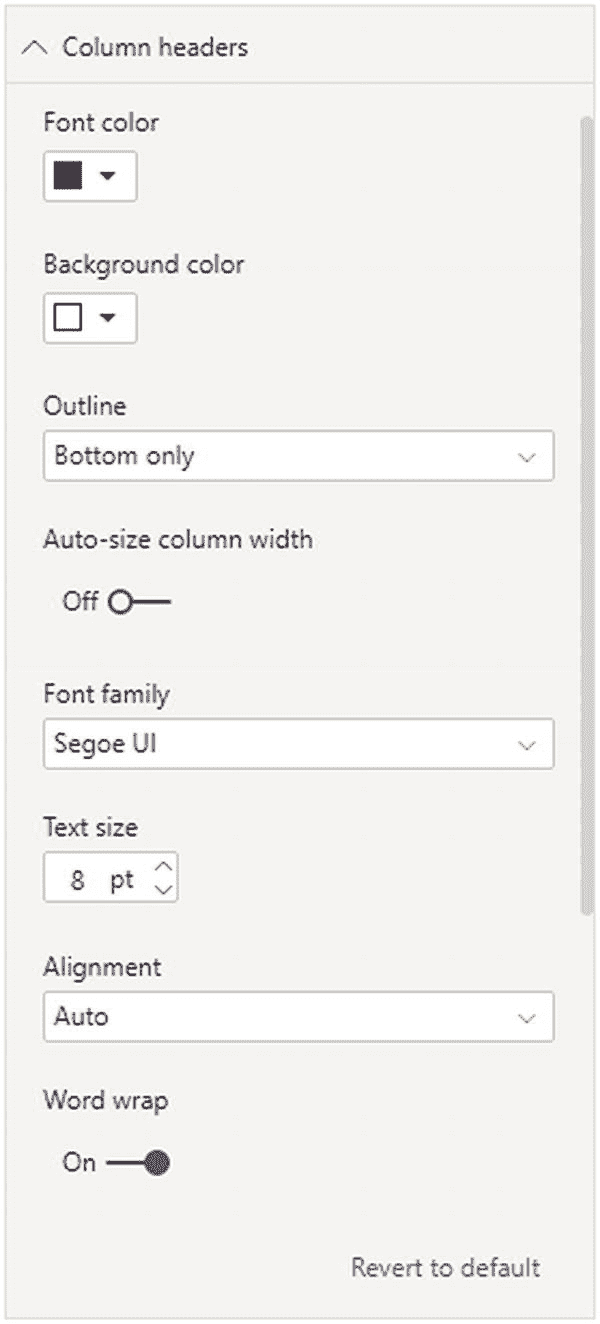 Column headers
Font color
Background color
Outline
Bottom only
Auto-size column width
Off
Font family
Segoe UI
Text size
8 pt
Alignment
Auto
Word wrap
On
Revert to default